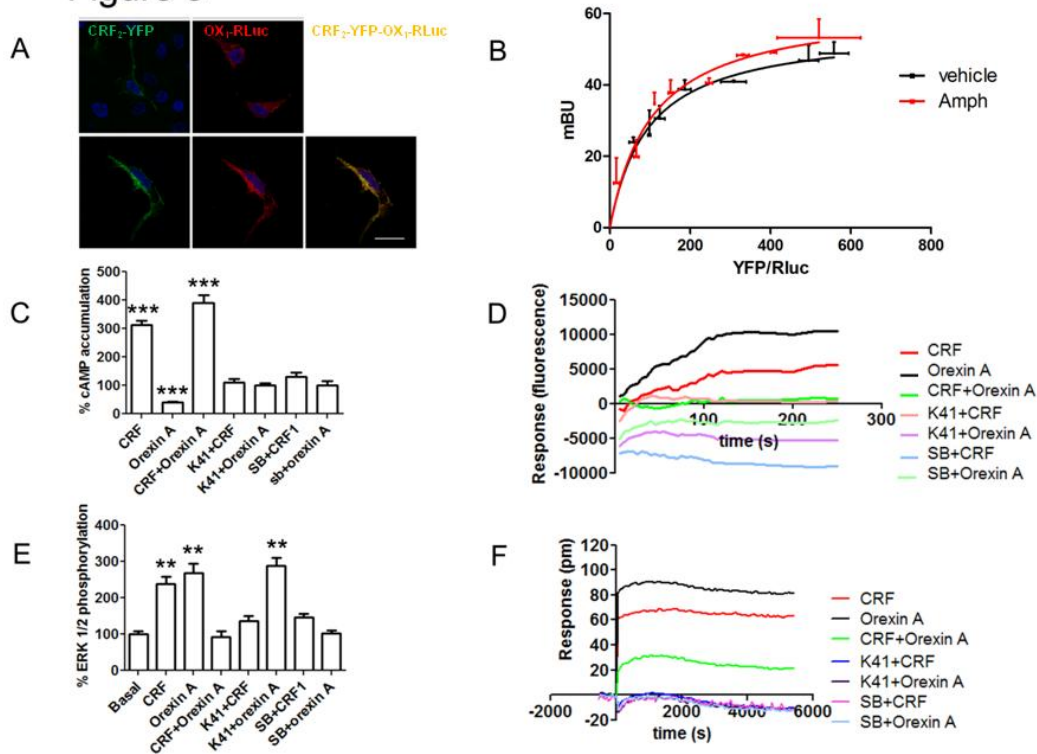 A
CRF₂-YFP
OX₁-RLuc
CRF₂-YFP-OX₁-RLuc
B
mBU
60
40
20
0
0 200 400 600 800
YFP/Rluc
vehicle
Amph
C
% cAMP accumulation
500
400
300
200
100
0
***
***
***
CRF
Orexin A
CRF+Orexin A
K41+CRF
K41+Orexin A
SB+CRF1
sb+orexin A
D
Response (fluorescence)
15000
10000
5000
0
-5000
-10000
100 200 300
time (s)
CRF
Orexin A
CRF+Orexin A
K41+CRF
K41+Orexin A
SB+CRF
SB+Orexin A
E
% ERK 1/2 phosphorylation
400
300
200
100
0
**
**
**
Basal
CRF
Orexin A
CRF+Orexin A
K41+CRF
K41+orexin A
SB+CRF1
SB+orexin A
F
Response (pm)
120
100
80
60
40
20
-20
-2000 0 2000 4000 6000
time (s)
CRF
Orexin A
CRF+Orexin A
K41+CRF
K41+Orexin A
SB+CRF
SB+Orexin A